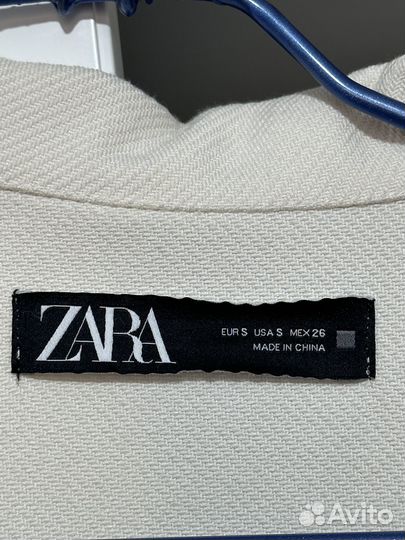 ZARA
EUR S USA S MEX 26
MADE IN CHINA
Avito